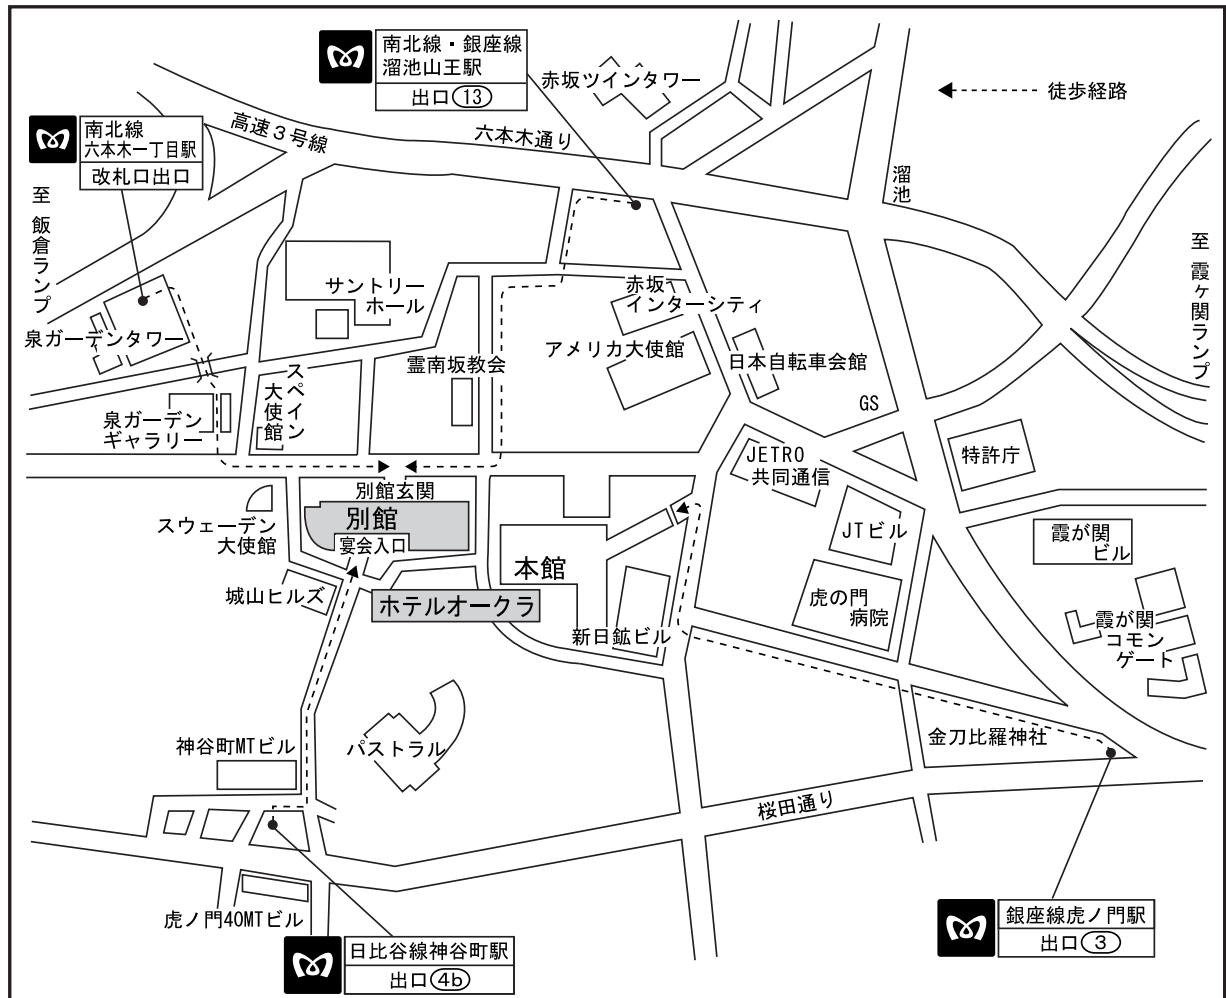 南北線・銀座線
溜池山王駅
出口⑬
赤坂ツインタワー
徒歩経路
南北線
六本木一丁目駅
改札口出口
高速3号線
六本木通り
溜池
至 飯倉ランプ
至 霞ヶ関ランプ
サントリー
ホール
赤坂
インターシティ
泉ガーデンタワー
アメリカ大使館
霊南坂教会
日本自転車会館
スペイン
大使館
GS
泉ガーデン
ギャラリー
JETRO
共同通信
特許庁
別館玄関
別館
宴会入口
スウェーデン
大使館
JTビル
霞が関
ビル
本館
城山ヒルズ
ホテルオークラ
虎の門
病院
新日鉱ビル
霞が関
コモン
ゲート
神谷町MTビル
パストラル
金刀比羅神社
桜田通り
虎ノ門40MTビル
日比谷線神谷町駅
出口4b
銀座線虎ノ門駅
出口③